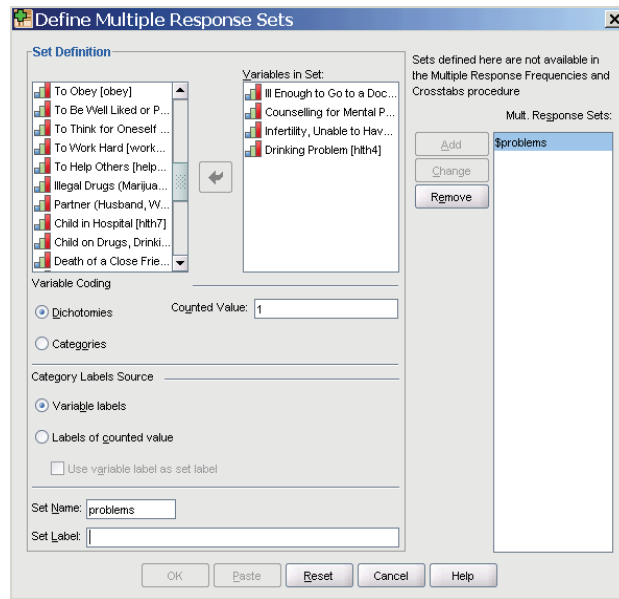 Define Multiple Response Sets
Set Definition
To Obey [obey]
To Be Well Liked or P...
To Think for Oneself ...
To Work Hard [work...
To Help Others [help...
Illegal Drugs (Marijua...
Partner (Husband, W...
Child in Hospital [hlth7]
Child on Drugs, Drinki...
Death of a Close Frie...
Variables in Set:
Ill Enough to Go to a Doc...
Counselling for Mental P...
Infertility, Unable to Hav...
Drinking Problem [hlth4]
Variable Coding
Dichotomies
Counted Value: 1
Categories
Category Labels Source
Variable labels
Labels of counted value
Use variable label as set label
Set Name: problems
Set Label:
Sets defined here are not available in
the Multiple Response Frequencies and
Crosstabs procedure
Mult. Response Sets:
Add
Change
Remove
$problems
OK
Paste
Reset
Cancel
Help